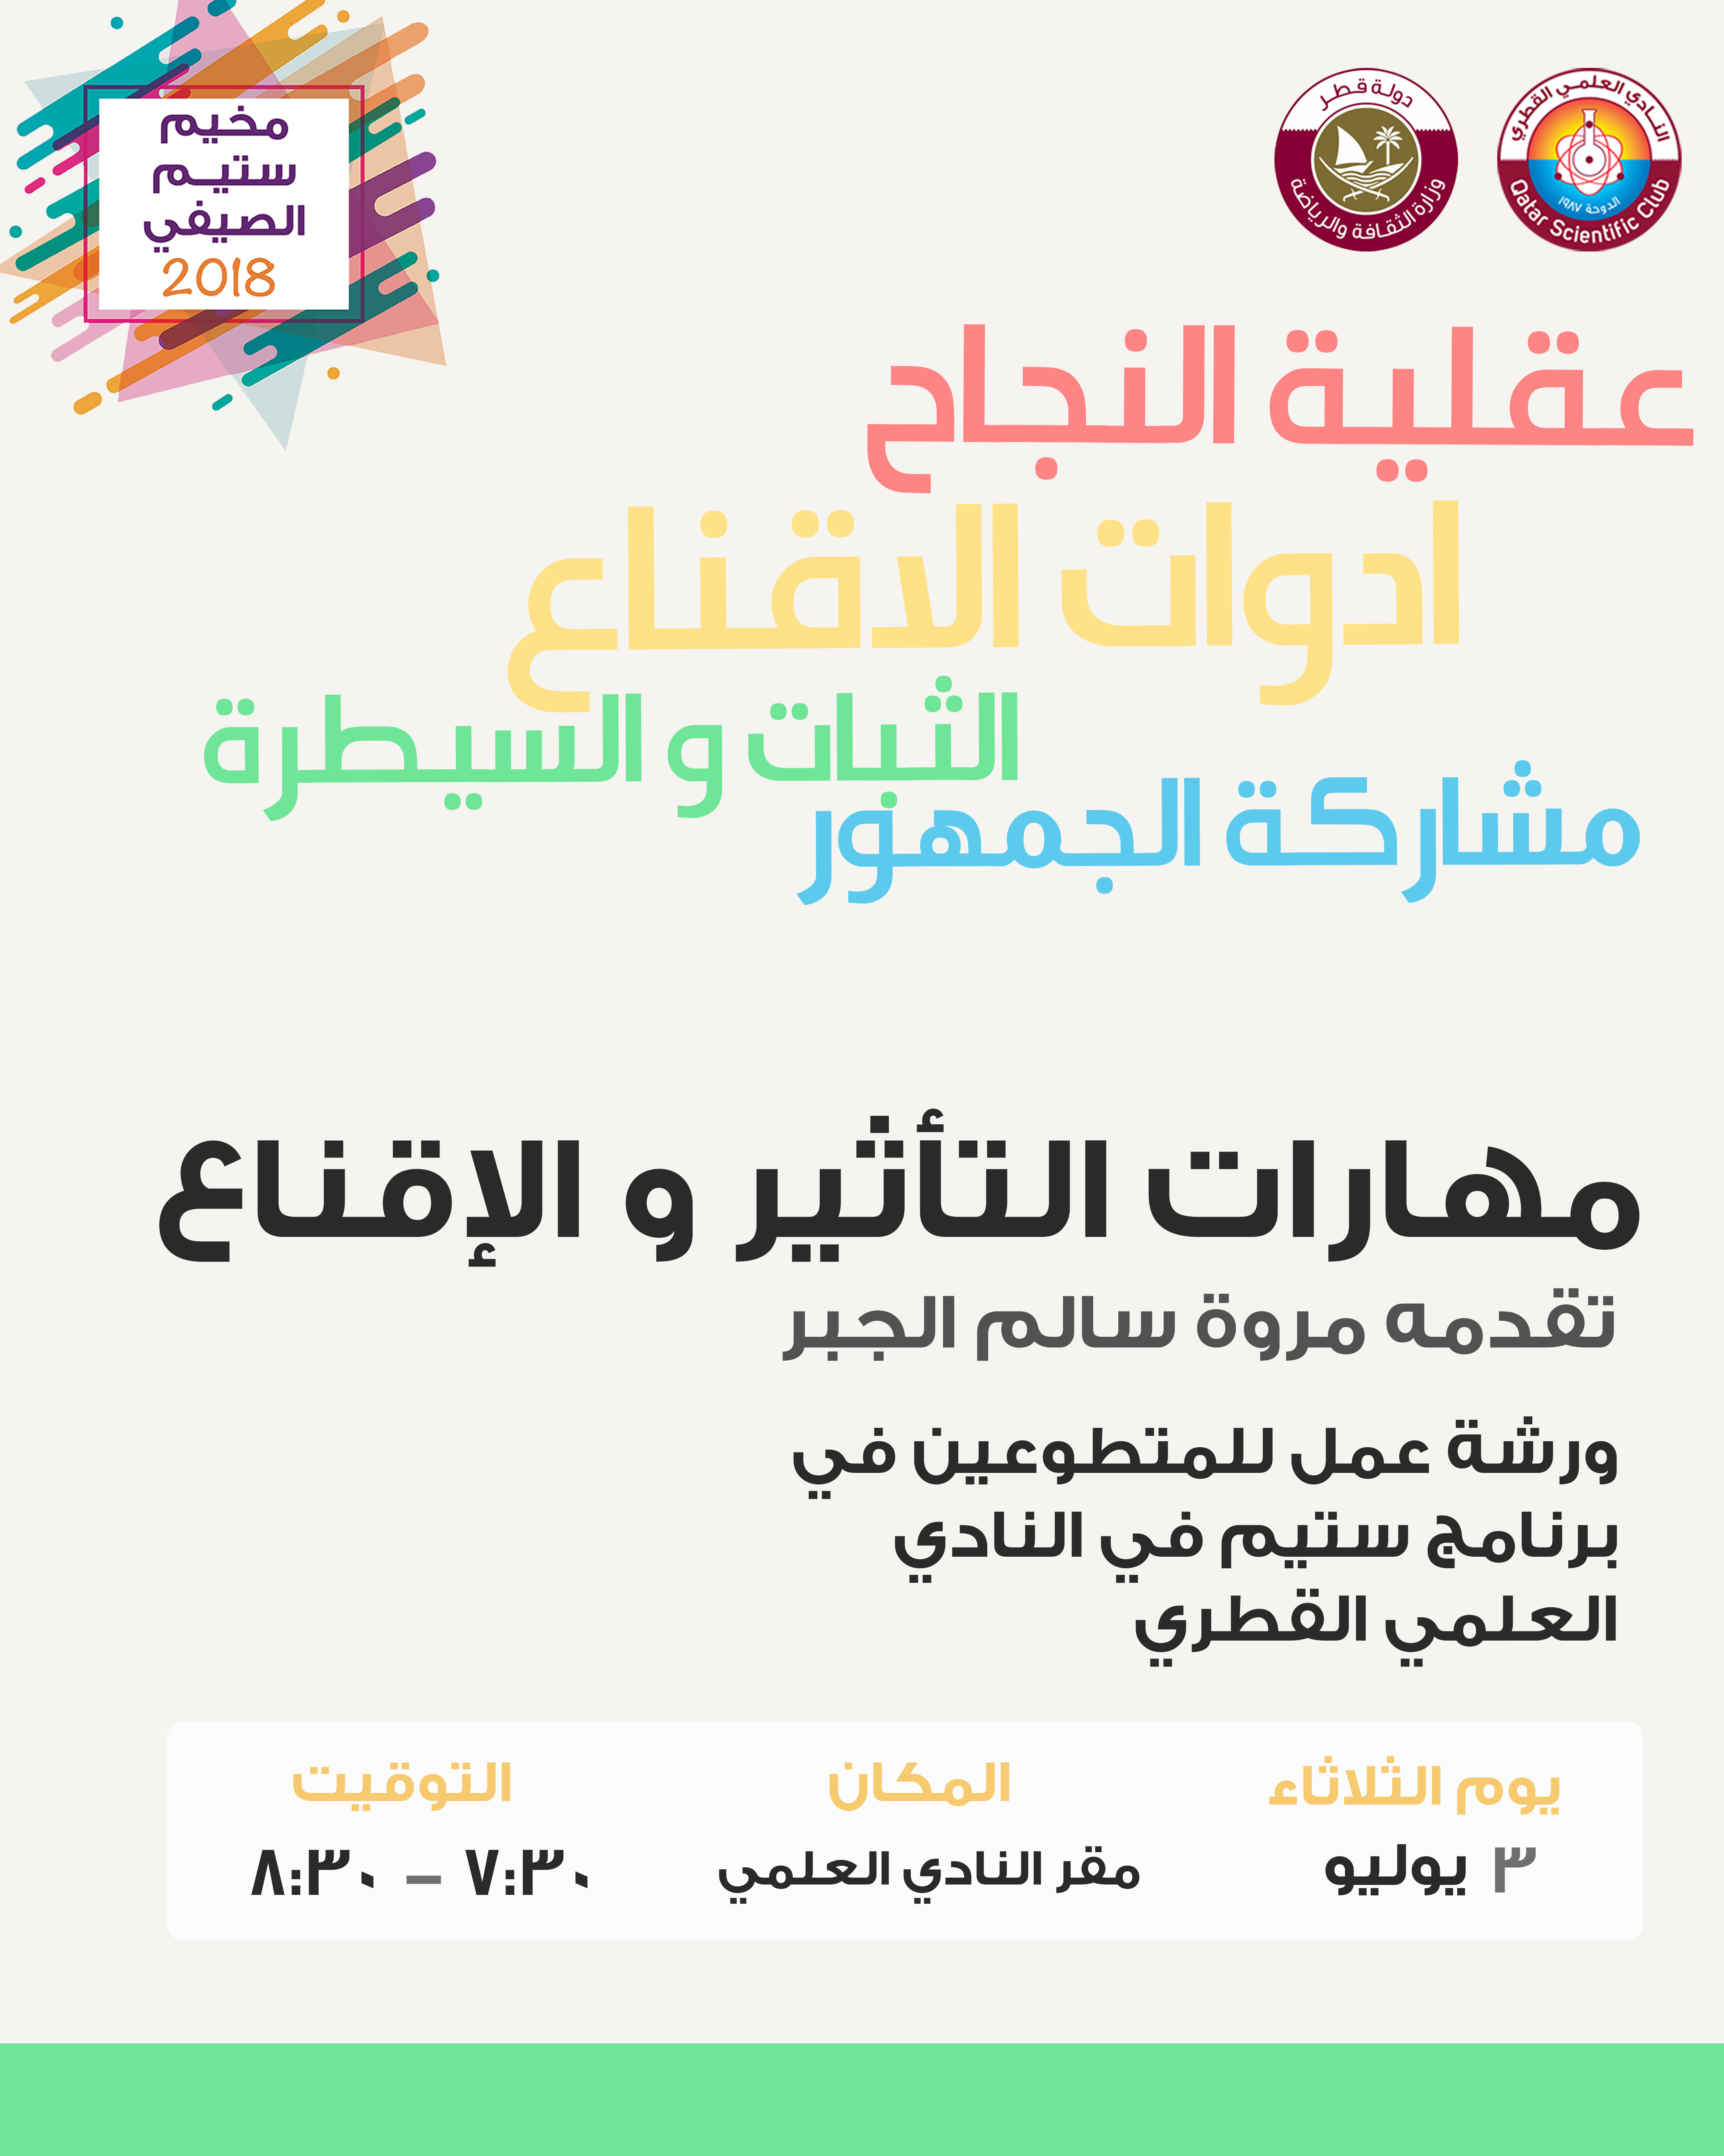 النادي العلمي القطري
الدوحة ١٩٨٧
Qatar Scientific Club
دولة قطر
وزارة الثقافة والرياضة
مخيم
ستيم
الصيفي
2018
عقلية النجاح
ادوات الاقناع
الثبات و السيطرة
مشاركة الجمهور
مهارات التأثير و الإقناع
تقدمه مروة سالم الجبر
ورشة عمل للمتطوعين في
برنامج ستيم في النادي
العلمي القطري
يوم الثلاثاء
٣ يوليو
المكان
مقر النادي العلمي
التوقيت
٧:٣٠ – ٨:٣٠